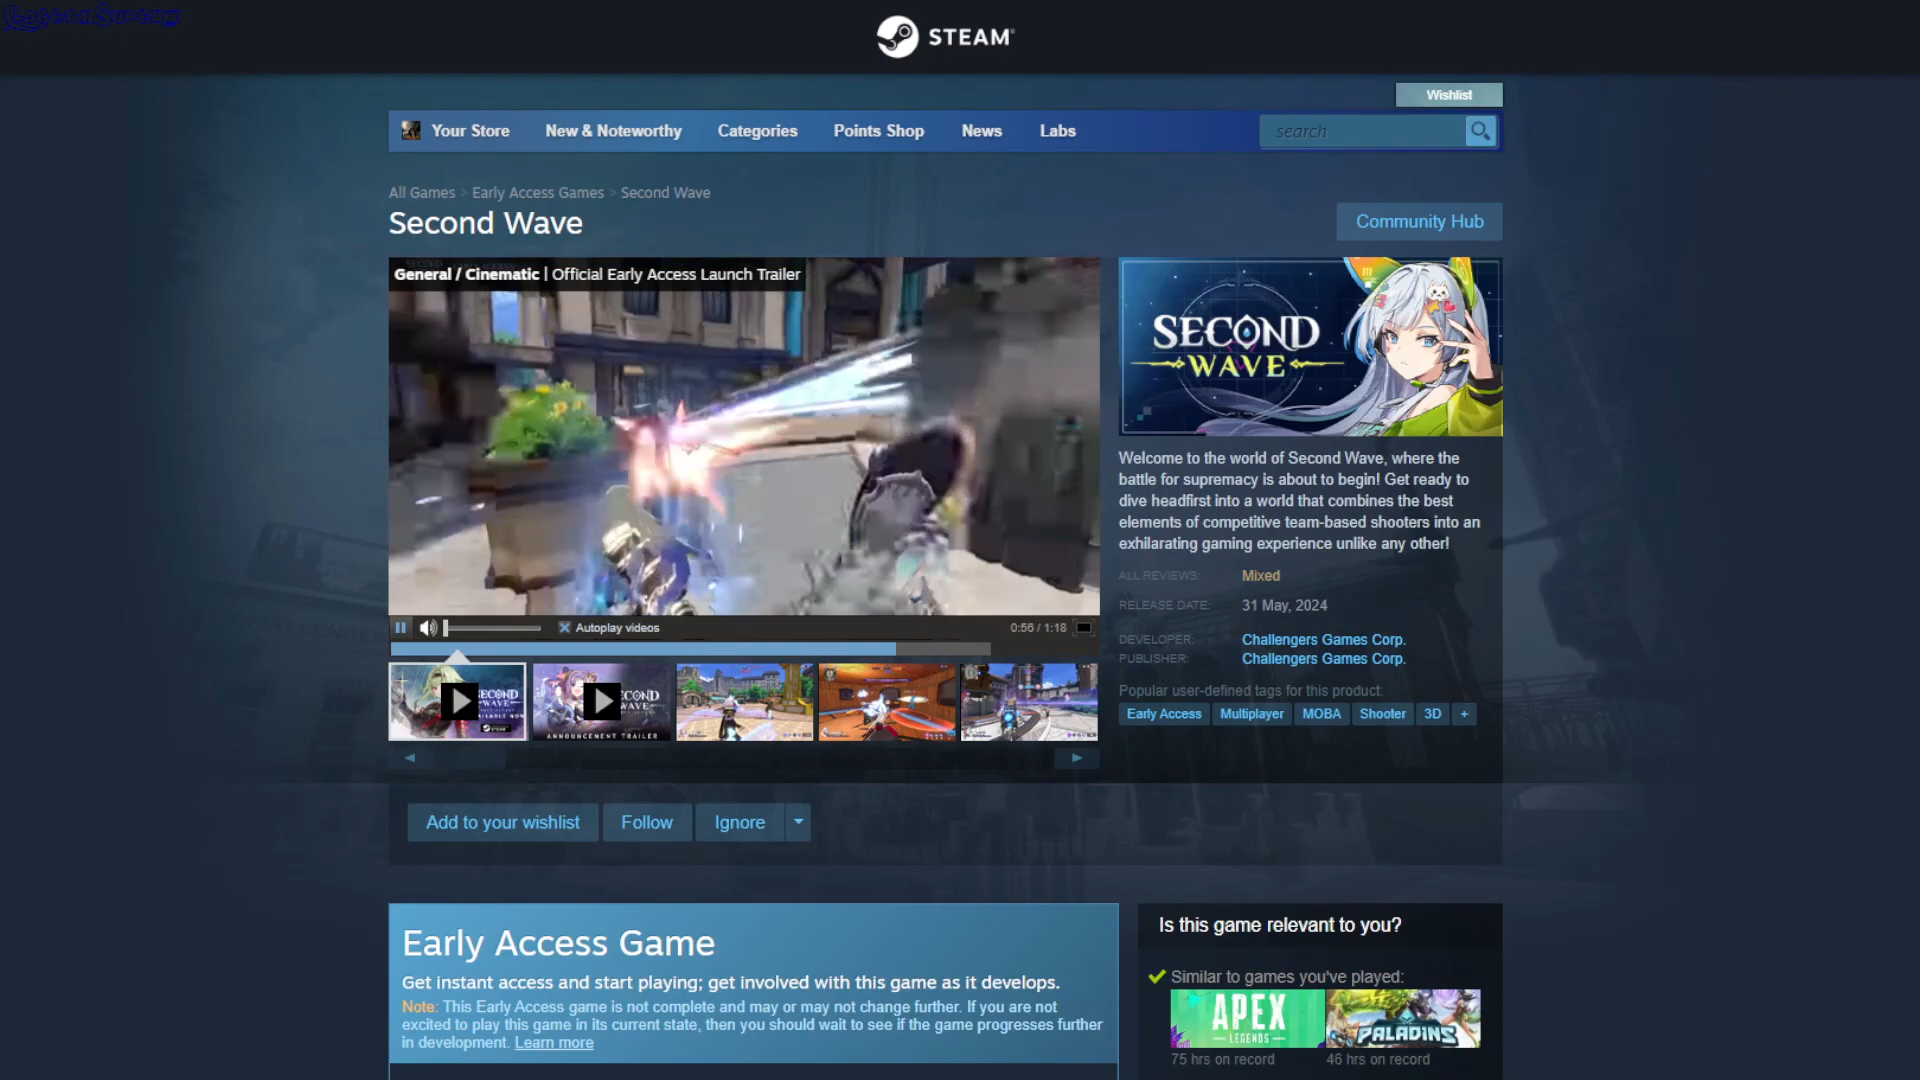 STEAM
Wishlist
Your Store New & Noteworthy Categories Points Shop News Labs search
All Games > Early Access Games > Second Wave
Second Wave
Community Hub
General / Cinematic | Official Early Access Launch Trailer
SECOND
WAVE
Welcome to the world of Second Wave, where the
battle for supremacy is about to begin! Get ready to
dive headfirst into a world that combines the best
elements of competitive team-based shooters into an
exhilarating gaming experience unlike any other!
ALL REVIEWS: Mixed
RELEASE DATE: 31 May, 2024
DEVELOPER: Challengers Games Corp.
PUBLISHER: Challengers Games Corp.
Popular user-defined tags for this product:
Early Access Multiplayer MOBA Shooter 3D +
Autoplay videos 0:56 / 1:18
SECOND
WAVE
AVAILABLE NOW
STEAM
SECOND
WAVE
ANNOUNCEMENT TRAILER
Add to your wishlist Follow Ignore
Early Access Game
Get instant access and start playing; get involved with this game as it develops.
Note: This Early Access game is not complete and may or may not change further. If you are not
excited to play this game in its current state, then you should wait to see if the game progresses further
in development. Learn more
Is this game relevant to you?
Similar to games you've played:
APEX
LEGENDS
PALADINS
75 hrs on record 46 hrs on record